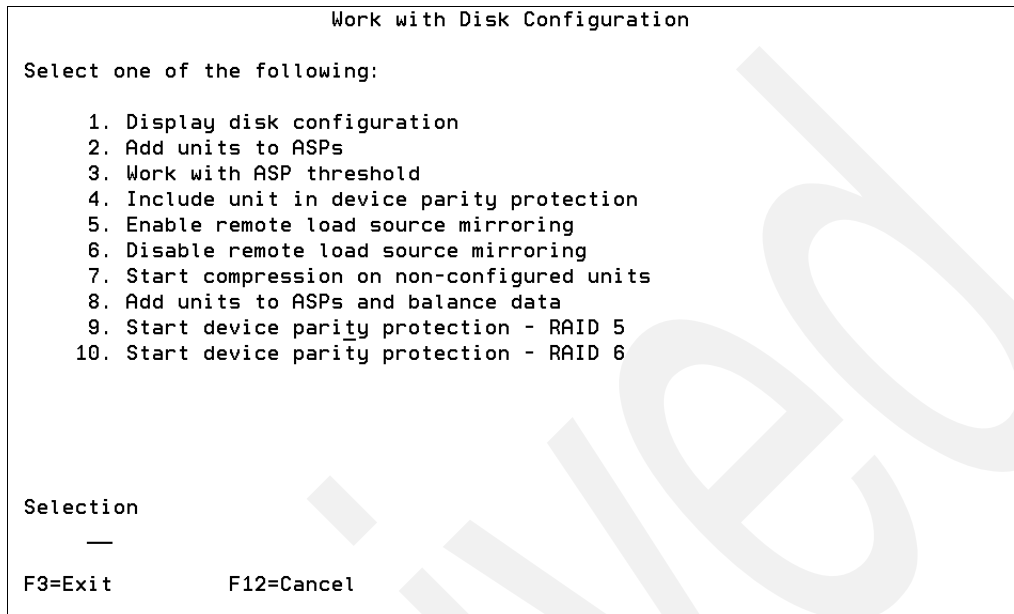 Work with Disk Configuration
Select one of the following:
1. Display disk configuration
2. Add units to ASPs
3. Work with ASP threshold
4. Include unit in device parity protection
5. Enable remote load source mirroring
6. Disable remote load source mirroring
7. Start compression on non-configured units
8. Add units to ASPs and balance data
9. Start device parity protection - RAID 5
10. Start device parity protection - RAID 6
Selection
F3=Exit F12=Cancel